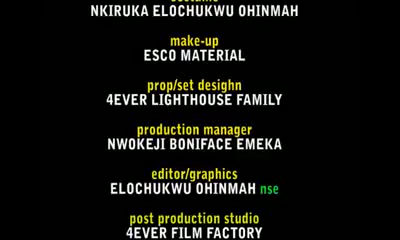 costume
NKIRUKA ELOCHUKWU OHINMAH
make-up
ESCO MATERIAL
prop/set desighn
4EVER LIGHTHOUSE FAMILY
production manager
NWOKEJI BONIFACE EMEKA
editor/graphics
ELOCHUKWU OHINMAH nse
post production studio
4EVER FILM FACTORY